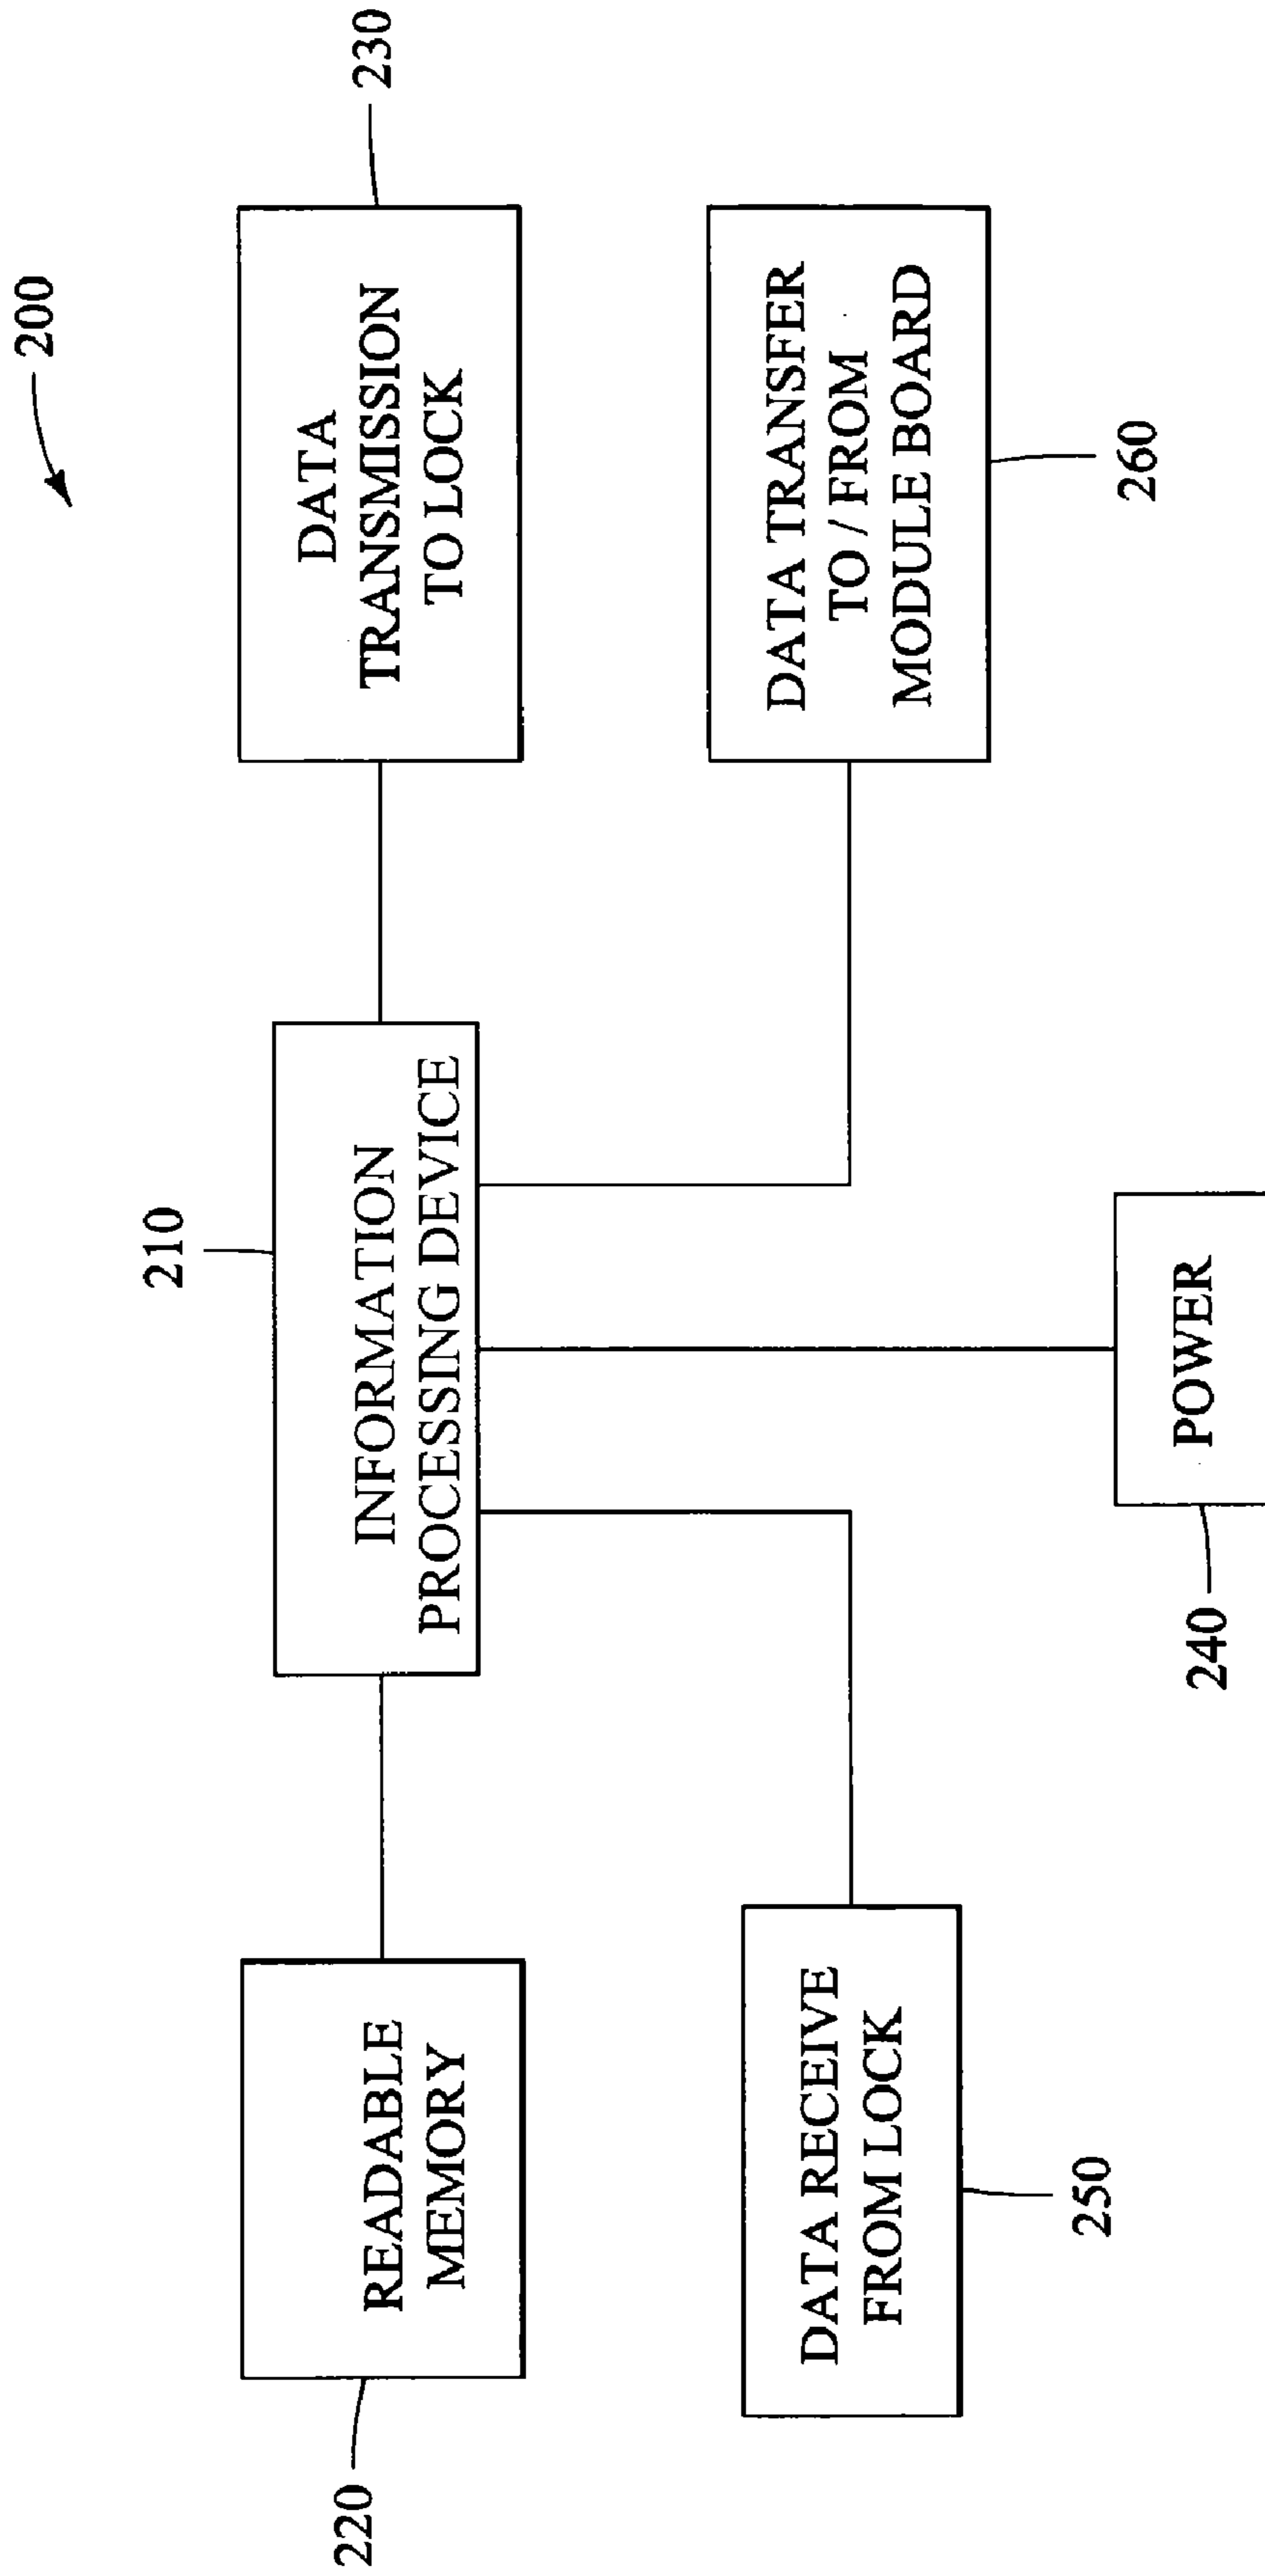 200
210
220
READABLE
MEMORY
INFORMATION
PROCESSING DEVICE
DATA
TRANSMISSION
TO LOCK
230
DATA RECEIVE
FROM LOCK
250
DATA TRANSFER
TO / FROM
MODULE BOARD
260
240
POWER